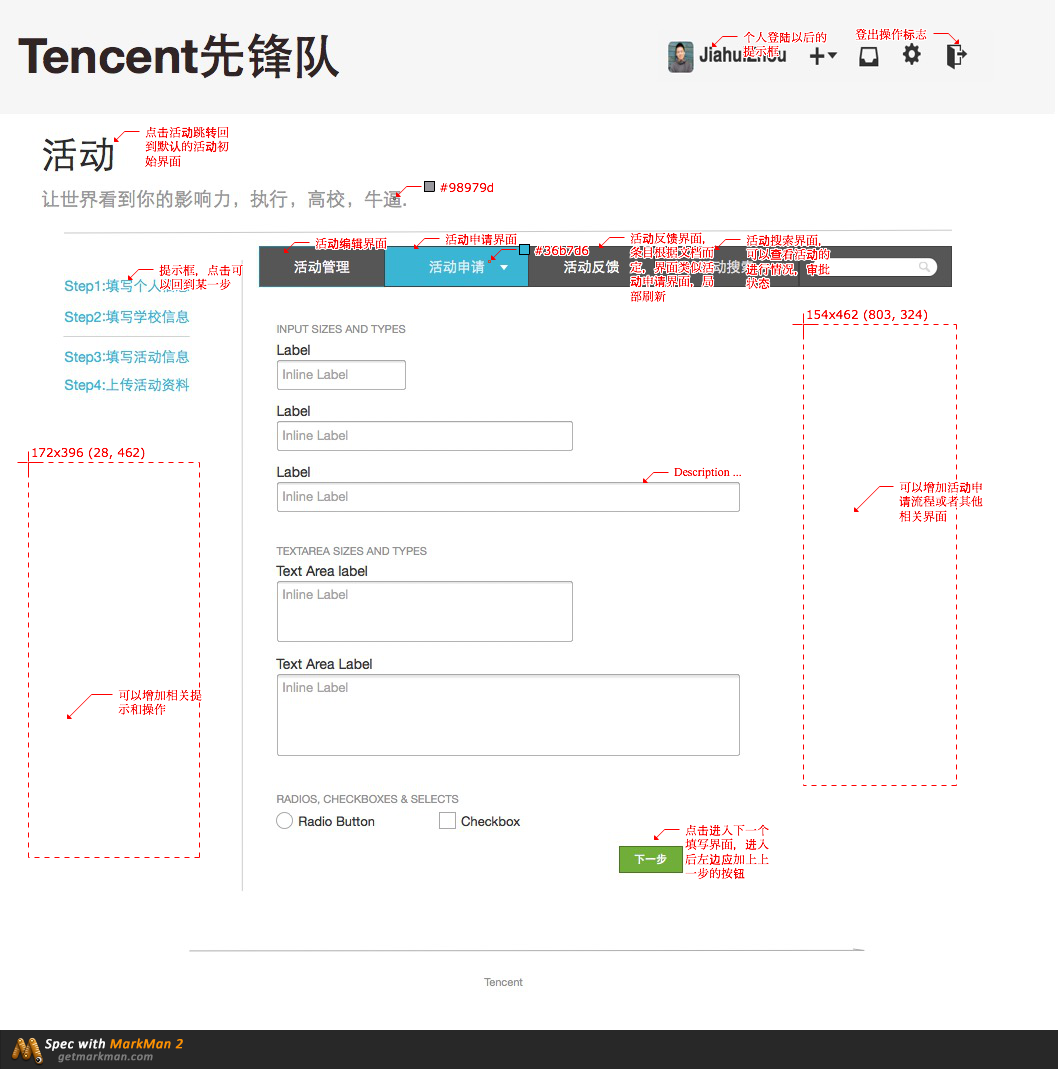 Tencent先锋队
个人登陆以后的
提示框
Jiahui.Zhou
登出操作标志
活动
点击活动跳转回
到默认的活动初
始界面
让世界看到你的影响力，执行，高校，牛逼.
#98979d
活动编辑界面
活动申请界面
#36b7d6
活动反馈界面,
条目根据文档而
定，界面类似活
动申请界面，局
部刷新
活动搜索界面,
可以查看活动的
进行情况，审批
状态
活动管理
活动申请
活动反馈
提示框，点击可
以回到某一步
Step1:填写个人
Step2:填写学校信息
Step3:填写活动信息
Step4:上传活动资料
154x462 (803, 324)
INPUT SIZES AND TYPES
Label
Inline Label
Label
Inline Label
Label
Description ...
Inline Label
172x396 (28, 462)
可以增加活动申
请流程或者其他
相关界面
TEXTAREA SIZES AND TYPES
Text Area label
Inline Label
Text Area Label
Inline Label
可以增加相关提
示和操作
RADIOS, CHECKBOXES & SELECTS
Radio Button
Checkbox
点击进入下一个
填写界面，进入
后左边应加上上
一步的按钮
下一步
Tencent
Spec with MarkMan 2
getmarkman.com